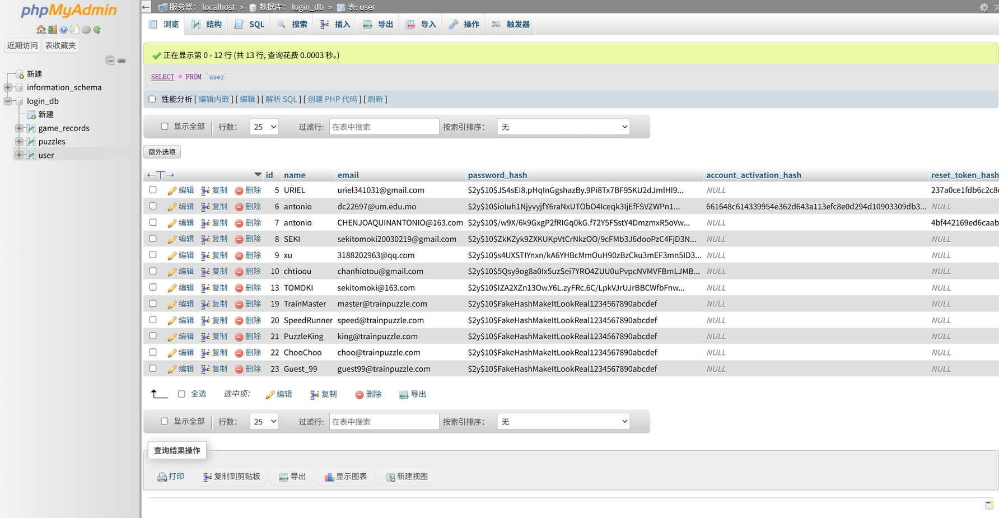 phpMyAdmin
近期访问 表收藏夹
新建
information_schema
login_db
新建
game_records
puzzles
user
服务器： localhost » 数据库： login_db » 表: user
浏览 结构 SQL 搜索 插入 导出 导入 操作 触发器
正在显示第 0 - 12 行 (共 13 行, 查询花费 0.0003 秒。)
SELECT * FROM `user`
性能分析 [ 编辑内嵌 ] [ 编辑 ] [ 解析 SQL ] [ 创建 PHP 代码 ] [ 刷新 ]
显示全部 行数： 25 过滤行: 在表中搜索 按索引排序： 无
额外选项
←T→ id name email password_hash account_activation_hash reset_token_hash
编辑 复制 删除 5 URIEL uriel341031@gmail.com $2y$10$JS4sEI8.pHqInGgshazBy.9Pi8Tx7BF95KU2dJmlHI9... NULL 237a0ce1fdb6c2c8
编辑 复制 删除 6 antonio dc22697@um.edu.mo $2y$10$ioIuh1NjyvyjfY6raNxUTObO4Iceqk3IjEfFSVZWPn1... 661648c614339954e362d643a113efc8e0d294d10903309db3... NULL
编辑 复制 删除 7 antonio CHENJOAQUINANTONIO@163.com $2y$10$/w9X/6k9GxgP2fRIGq0kG.f72Y5FSstY4DmzmxR5oVw... NULL 4bf442169ed6caab
编辑 复制 删除 8 SEKI sekitomoki20030219@gmail.com $2y$10$ZkKZyk9ZXKUKpVtCrNkzOO/9cFMb3J6dooPzC4FjD3N... NULL NULL
编辑 复制 删除 9 xu 3188202963@qq.com $2y$10$s4UXSTIYnxn/kA6YHBcMmOuH90zBzCku3mEF3mn5ID3... NULL NULL
编辑 复制 删除 10 chtioou chanhiotou@gmail.com $2y$10$5Qsy9og8a0Ix5uzSei7YRO4ZUU0uPvpcNVMVFBmLJMB... NULL NULL
编辑 复制 删除 13 TOMOKI sekitomoki@163.com $2y$10$IZA2XZn13Ow.Y6L.zyFRc.6C/LpkVJrUJrBBCWfbFnw... NULL NULL
编辑 复制 删除 19 TrainMaster master@trainpuzzle.com $2y$10$FakeHashMakeItLookReal1234567890abcdef NULL NULL
编辑 复制 删除 20 SpeedRunner speed@trainpuzzle.com $2y$10$FakeHashMakeItLookReal1234567890abcdef NULL NULL
编辑 复制 删除 21 PuzzleKing king@trainpuzzle.com $2y$10$FakeHashMakeItLookReal1234567890abcdef NULL NULL
编辑 复制 删除 22 ChooChoo choo@trainpuzzle.com $2y$10$FakeHashMakeItLookReal1234567890abcdef NULL NULL
编辑 复制 删除 23 Guest_99 guest99@trainpuzzle.com $2y$10$FakeHashMakeItLookReal1234567890abcdef NULL NULL
全选 选中项： 编辑 复制 删除 导出
显示全部 行数： 25 过滤行: 在表中搜索 按索引排序： 无
查询结果操作
打印 复制到剪贴板 导出 显示图表 新建视图